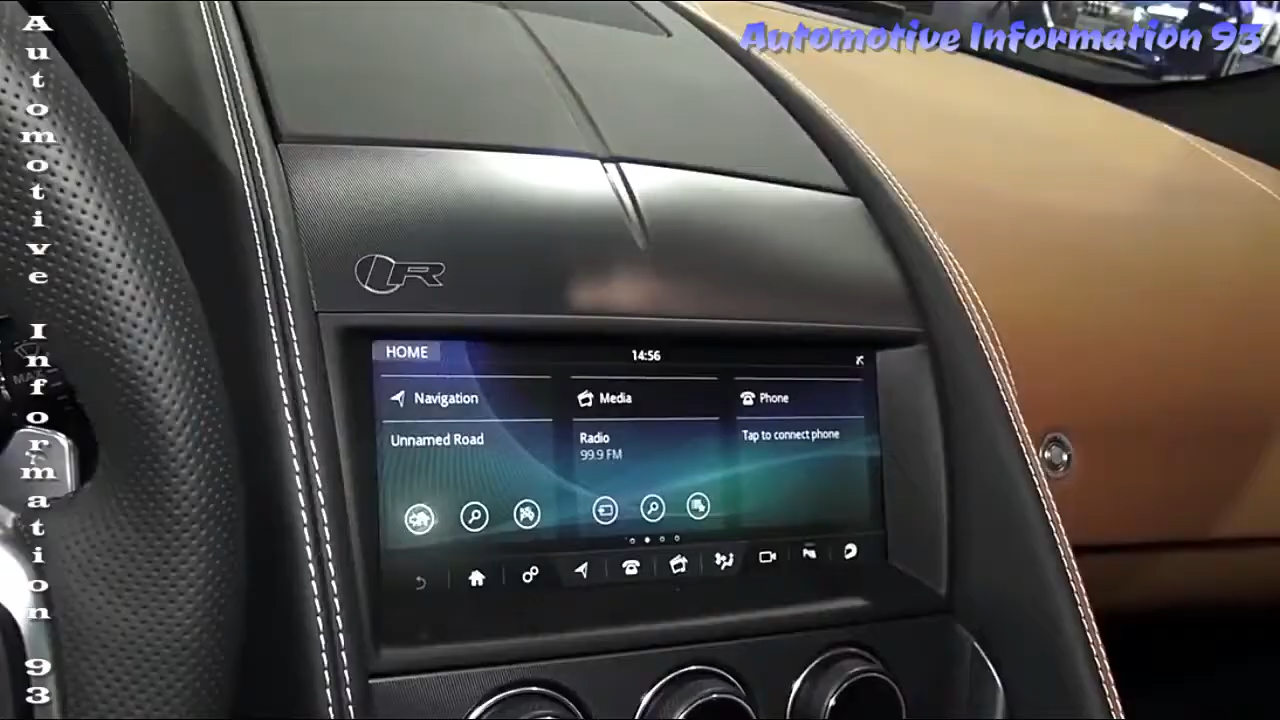 Automotive Information 93
Automotive Information 93
R
HOME
14:56
Navigation
Media
Phone
Unnamed Road
Radio
99.9 FM
Tap to connect phone
MAX